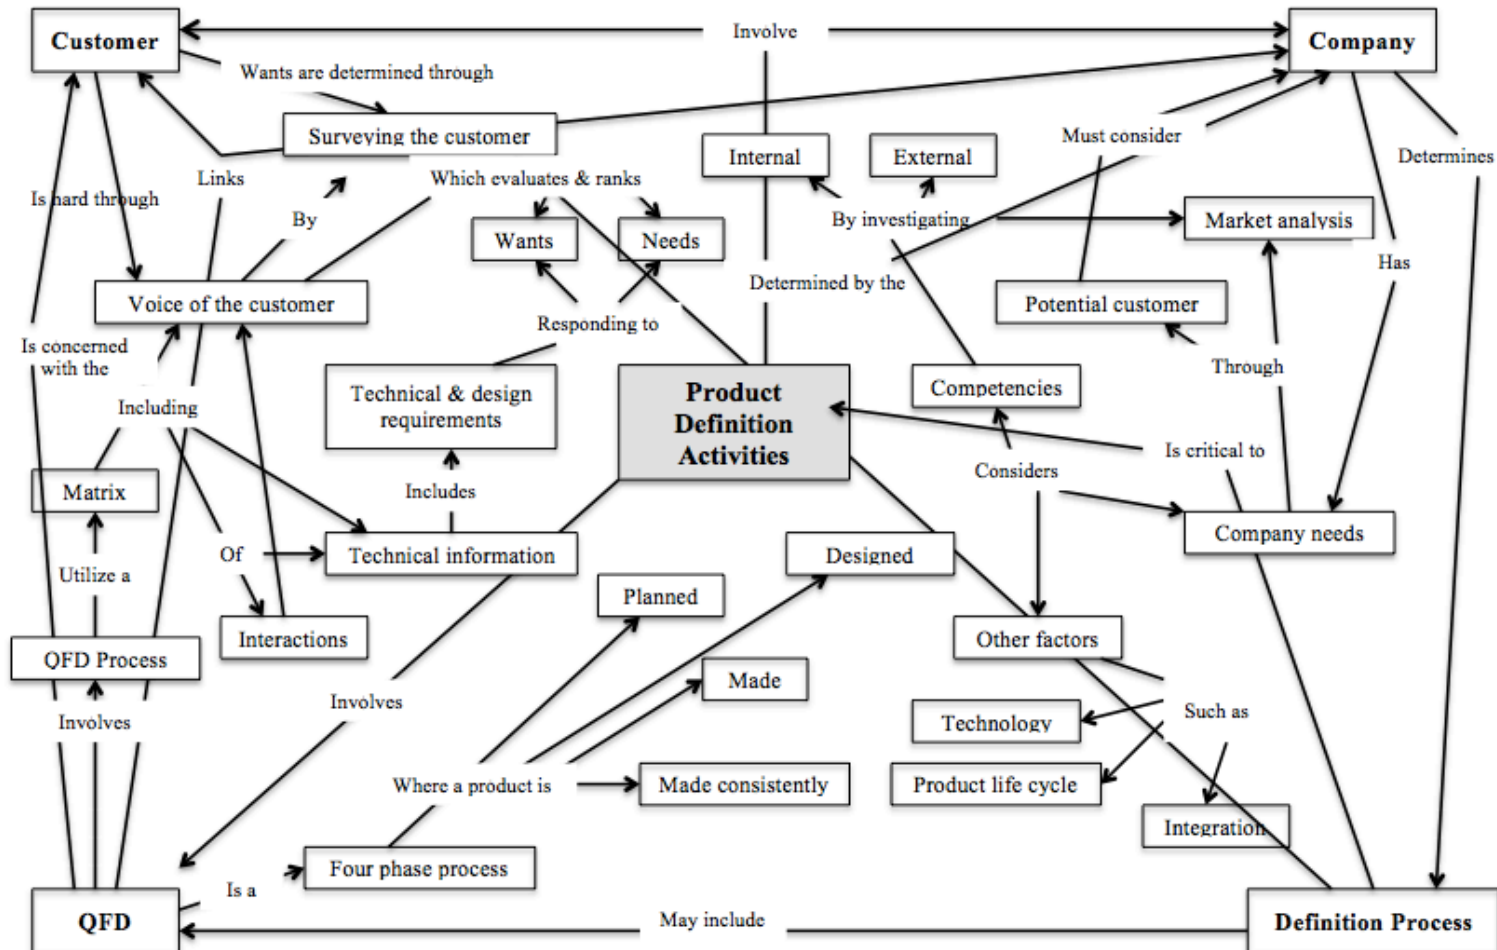 Customer
Involve
Company
Wants are determined through
Surveying the customer
Must consider
Internal
External
Determines
Links
Which evaluates & ranks
Is hard through
By
By investigating
Market analysis
Wants
Needs
Has
Determined by the
Voice of the customer
Potential customer
Responding to
Is concerned
with the
Through
Technical & design
requirements
Product
Definition
Activities
Competencies
Including
Is critical to
Considers
Matrix
Includes
Company needs
Of
Technical information
Designed
Utilize a
Planned
Interactions
Other factors
QFD Process
Made
Involves
Involves
Technology
Such as
Where a product is
Made consistently
Product life cycle
Integration
Four phase process
Is a
QFD
May include
Definition Process